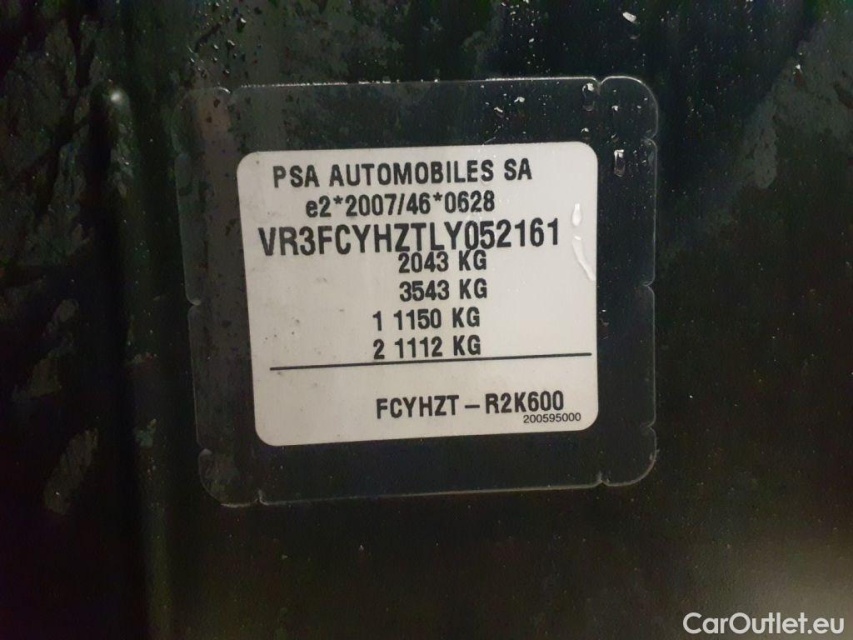 PSA AUTOMOBILES SA
e2*2007/46*0628
VR3FCYHZTLY052161
2043 KG
3543 KG
1 1150 KG
2 1112 KG
FCYHZT-R2K600
200595000
CarOutlet.eu